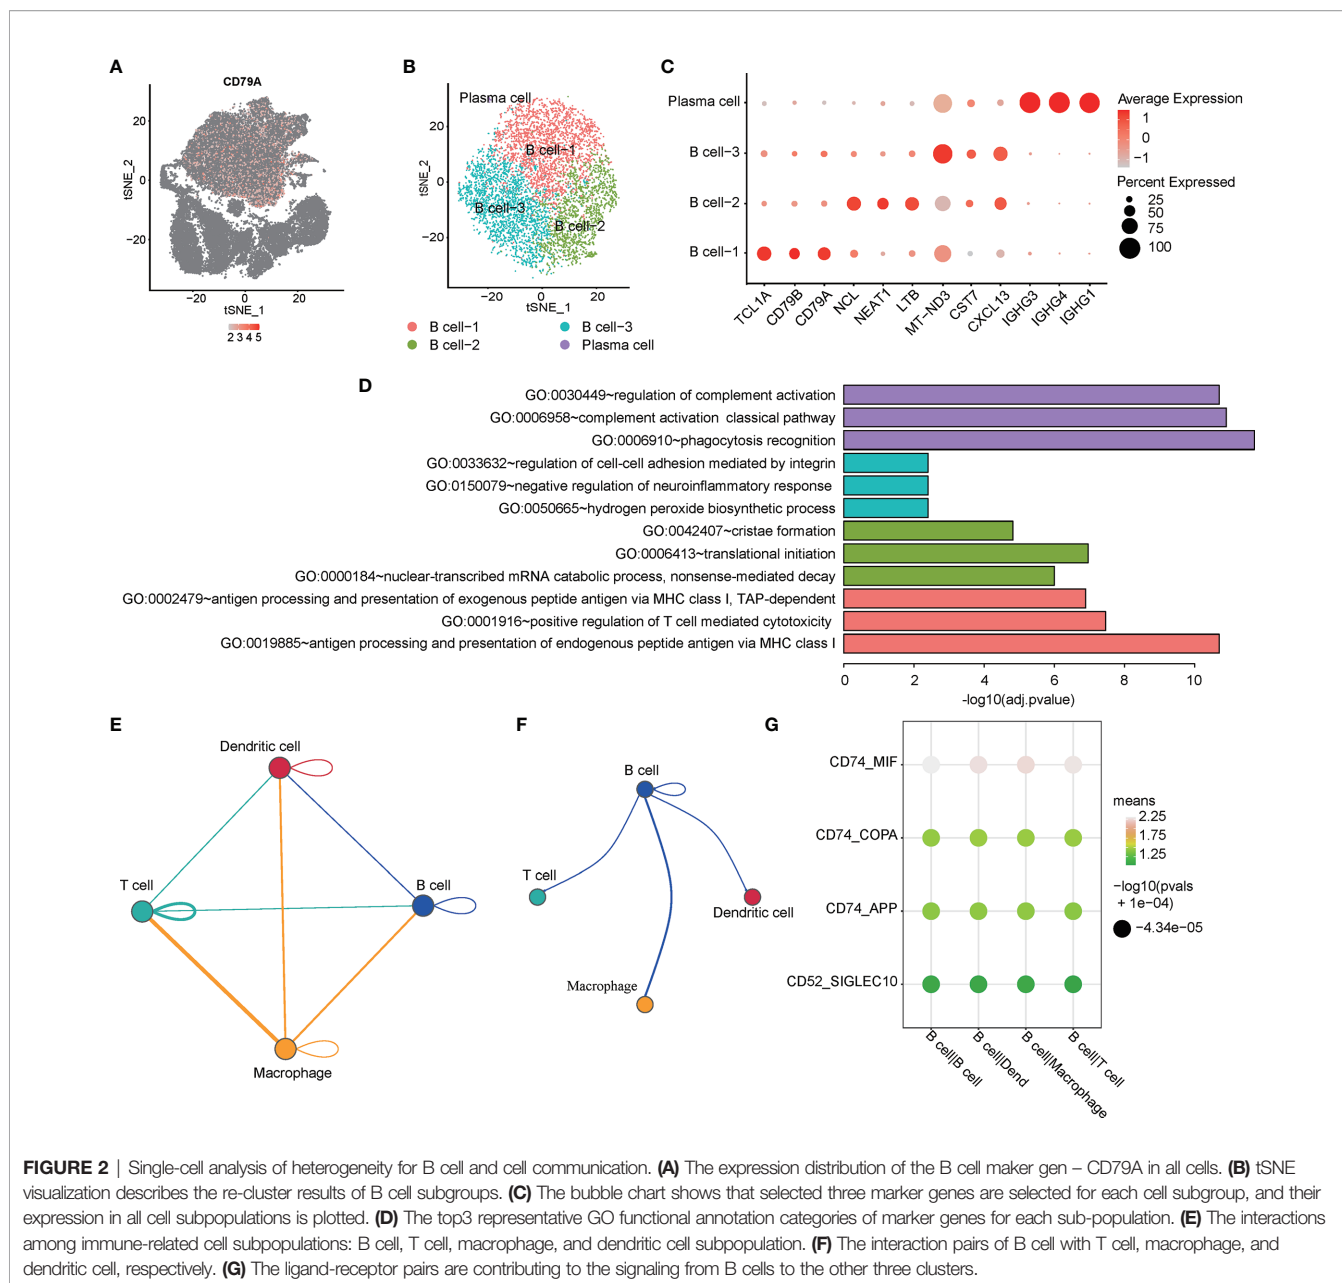 A
CD79A
tSNE_2
20
0
−20
−20
0
20
tSNE_1
2 3 4 5
B
Plasma cell
B cell−1
B cell−3
B cell−2
tSNE_2
20
0
−20
−20
0
20
tSNE_1
B cell−1
B cell−2
B cell−3
Plasma cell
C
Plasma cell
B cell−3
B cell−2
B cell−1
TCL1A
CD79B
CD79A
NCL
NEAT1
LTB
MT−ND3
CST7
CXCL13
IGHG3
IGHG4
IGHG1
Average Expression
1
0
−1
Percent Expressed
25
50
75
100
D
GO:0030449~regulation of complement activation
GO:0006958~complement activation classical pathway
GO:0006910~phagocytosis recognition
GO:0033632~regulation of cell-cell adhesion mediated by integrin
GO:0150079~negative regulation of neuroinflammatory response
GO:0050665~hydrogen peroxide biosynthetic process
GO:0042407~cristae formation
GO:0006413~translational initiation
GO:0000184~nuclear-transcribed mRNA catabolic process, nonsense-mediated decay
GO:0002479~antigen processing and presentation of exogenous peptide antigen via MHC class I, TAP-dependent
GO:0001916~positive regulation of T cell mediated cytotoxicity
GO:0019885~antigen processing and presentation of endogenous peptide antigen via MHC class I
0 2 4 6 8 10
-log10(adj.pvalue)
E
Dendritic cell
T cell
B cell
Macrophage
F
B cell
T cell
Dendritic cell
Macrophage
G
CD74_MIF
CD74_COPA
CD74_APP
CD52_SIGLEC10
B cell|B cell
B cell|Dend
B cell|Macrophage
B cell|T cell
means
2.25
1.75
1.25
−log10(pvals
+ 1e−04)
−4.34e−05
FIGURE 2 | Single-cell analysis of heterogeneity for B cell and cell communication. (A) The expression distribution of the B cell maker gen – CD79A in all cells. (B) tSNE
visualization describes the re-cluster results of B cell subgroups. (C) The bubble chart shows that selected three marker genes are selected for each cell subgroup, and their
expression in all cell subpopulations is plotted. (D) The top3 representative GO functional annotation categories of marker genes for each sub-population. (E) The interactions
among immune-related cell subpopulations: B cell, T cell, macrophage, and dendritic cell subpopulation. (F) The interaction pairs of B cell with T cell, macrophage, and
dendritic cell, respectively. (G) The ligand-receptor pairs are contributing to the signaling from B cells to the other three clusters.